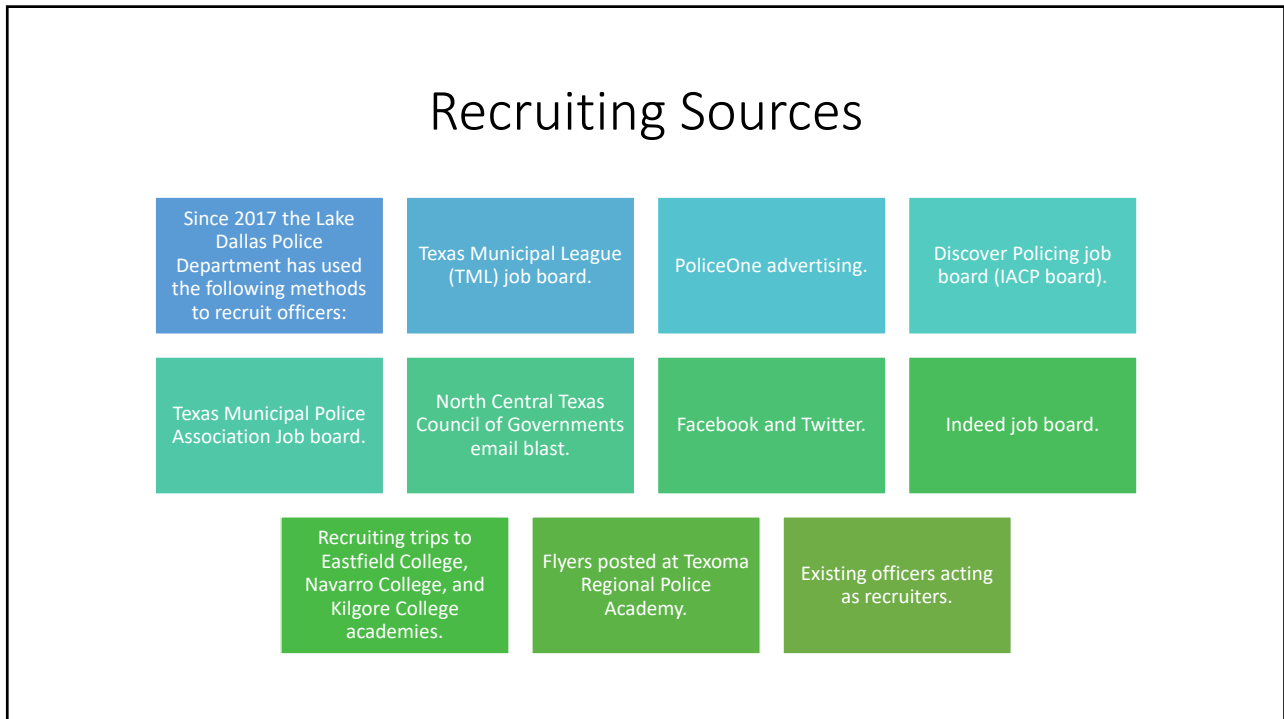 Recruiting Sources
Since 2017 the Lake
Dallas Police
Department has used
the following methods
to recruit officers:
Texas Municipal League
(TML) job board.
PoliceOne advertising.
Discover Policing job
board (IACP board).
Texas Municipal Police
Association Job board.
North Central Texas
Council of Governments
email blast.
Facebook and Twitter.
Indeed job board.
Recruiting trips to
Eastfield College,
Navarro College, and
Kilgore College
academies.
Flyers posted at Texoma
Regional Police
Academy.
Existing officers acting
as recruiters.